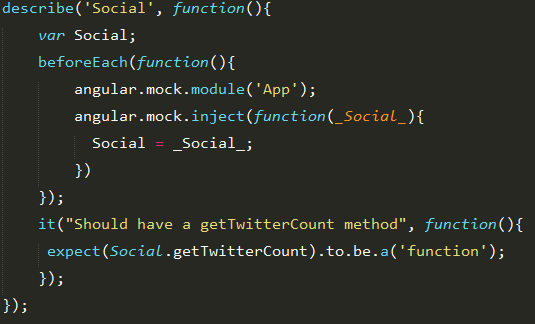 describe('Social', function(){
    var Social;
    beforeEach(function(){
        angular.mock.module('App');
        angular.mock.inject(function(_Social_){
          Social = _Social_;
        })
    });
    it("Should have a getTwitterCount method", function(){
     expect(Social.getTwitterCount).to.be.a('function');
    });
});